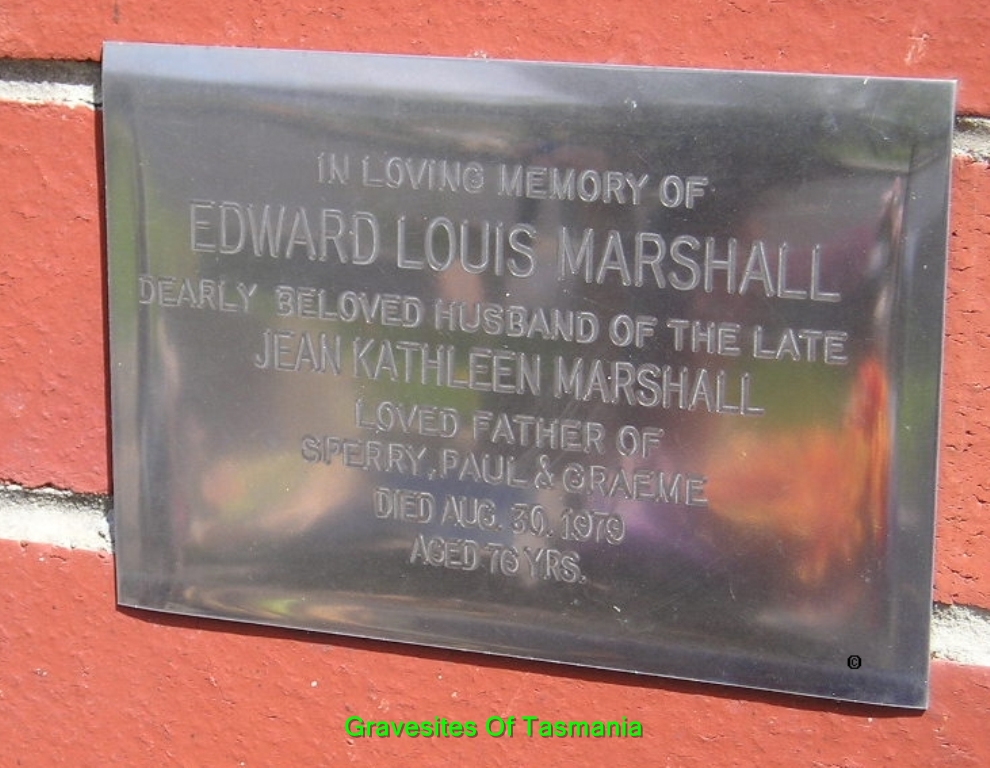 IN LOVING MEMORY OF
EDWARD LOUIS MARSHALL
DEARLY BELOVED HUSBAND OF THE LATE
JEAN KATHLEEN MARSHALL
LOVED FATHER OF
SPERRY, PAUL & GRAEME
DIED AUG. 30. 1979
AGED 76 YRS.
©
Gravesites Of Tasmania